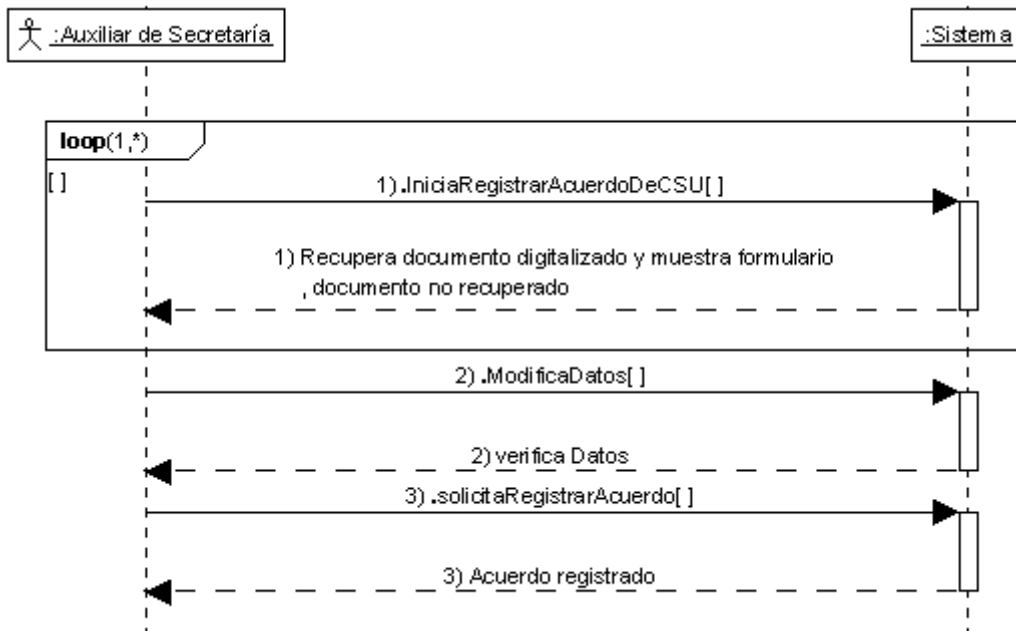 :Auxiliar de Secretaría
:Sistema
loop(1,*)
[ ]
1).IniciaRegistrarAcuerdoDeCSU[ ]
1) Recupera documento digitalizado y muestra formulario
, documento no recuperado
2) .ModificaDatos[ ]
2) verifica Datos
3) .solicitaRegistrarAcuerdo[ ]
3) Acuerdo registrado